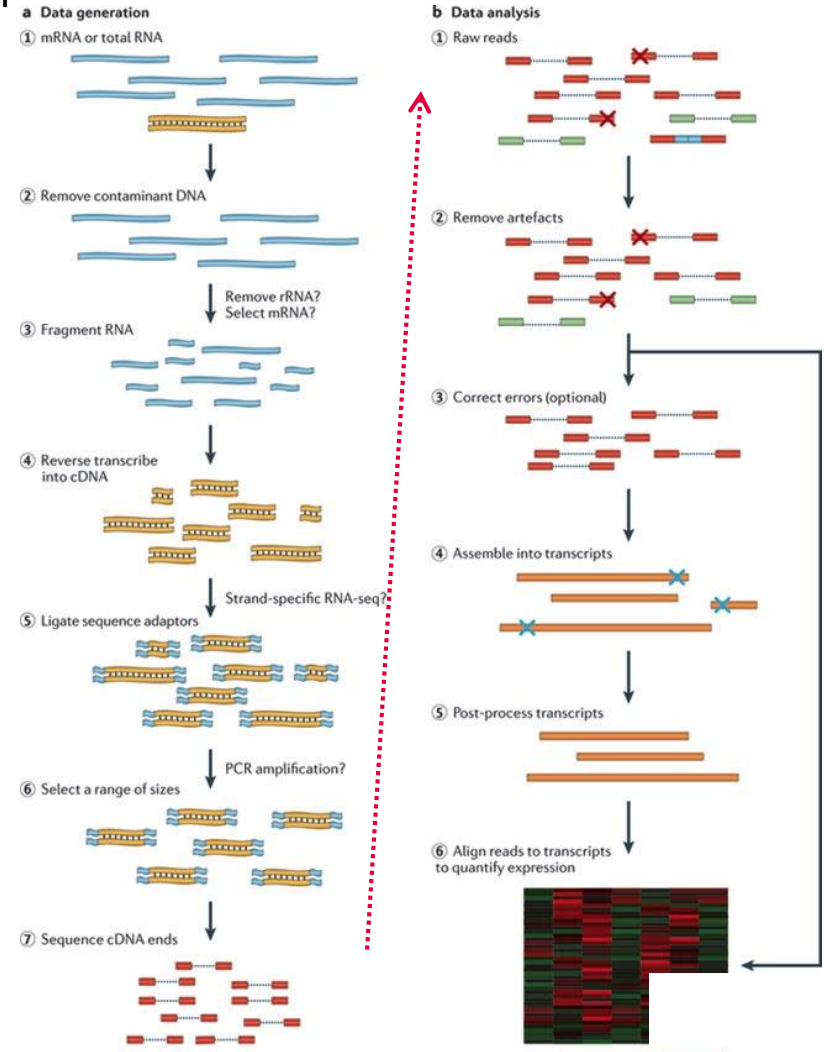 a Data generation
① mRNA or total RNA
② Remove contaminant DNA
Remove rRNA?
Select mRNA?
③ Fragment RNA
④ Reverse transcribe
into cDNA
Strand-specific RNA-seq?
⑤ Ligate sequence adaptors
PCR amplification?
⑥ Select a range of sizes
⑦ Sequence cDNA ends
b Data analysis
① Raw reads
② Remove artefacts
③ Correct errors (optional)
④ Assemble into transcripts
⑤ Post-process transcripts
⑥ Align reads to transcripts
to quantify expression